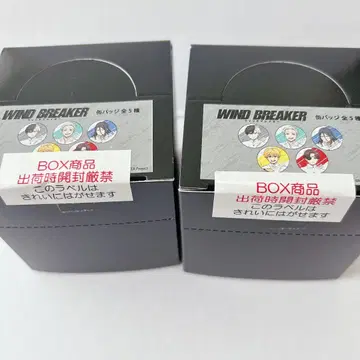 WIND BREAKER
缶バッジ 全5種
BOX商品
出荷時開封厳禁
このラベルは
きれいにはがせます
WIND BREAKER
缶バッジ 全5種
BOX商品
出荷時開封厳禁
このラベルは
きれいにはがせます